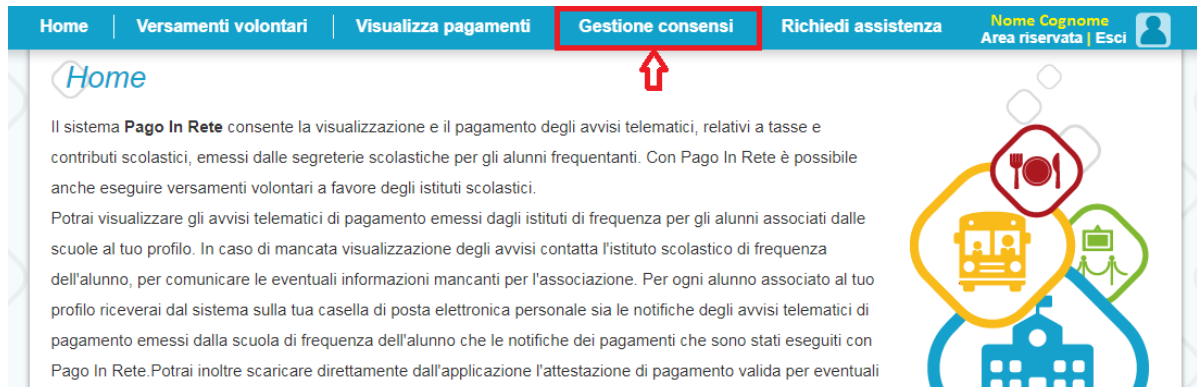 Home Versamenti volontari Visualizza pagamenti Gestione consensi Richiedi assistenza Nome Cognome
Area riservata | Esci
Home
Il sistema Pago In Rete consente la visualizzazione e il pagamento degli avvisi telematici, relativi a tasse e
contributi scolastici, emessi dalle segreterie scolastiche per gli alunni frequentanti. Con Pago In Rete è possibile
anche eseguire versamenti volontari a favore degli istituti scolastici.
Potrai visualizzare gli avvisi telematici di pagamento emessi dagli istituti di frequenza per gli alunni associati dalle
scuole al tuo profilo. In caso di mancata visualizzazione degli avvisi contatta l'istituto scolastico di frequenza
dell'alunno, per comunicare le eventuali informazioni mancanti per l'associazione. Per ogni alunno associato al tuo
profilo riceverai dal sistema sulla tua casella di posta elettronica personale sia le notifiche degli avvisi telematici di
pagamento emessi dalla scuola di frequenza dell'alunno che le notifiche dei pagamenti che sono stati eseguiti con
Pago In Rete.Potrai inoltre scaricare direttamente dall'applicazione l'attestazione di pagamento valida per eventuali